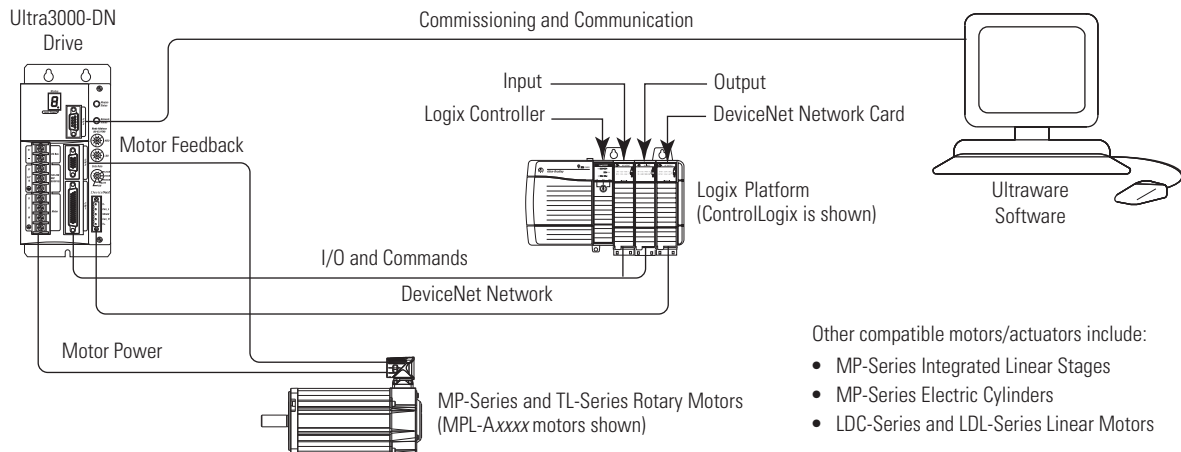 Ultra3000-DN
Drive
Commissioning and Communication
Input
Output
Logix Controller
DeviceNet Network Card
Motor Feedback
Logix Platform
(ControlLogix is shown)
Ultraware
Software
I/O and Commands
DeviceNet Network
Motor Power
MP-Series and TL-Series Rotary Motors
(MPL-Axxxx motors shown)
Other compatible motors/actuators include:
• MP-Series Integrated Linear Stages
• MP-Series Electric Cylinders
• LDC-Series and LDL-Series Linear Motors